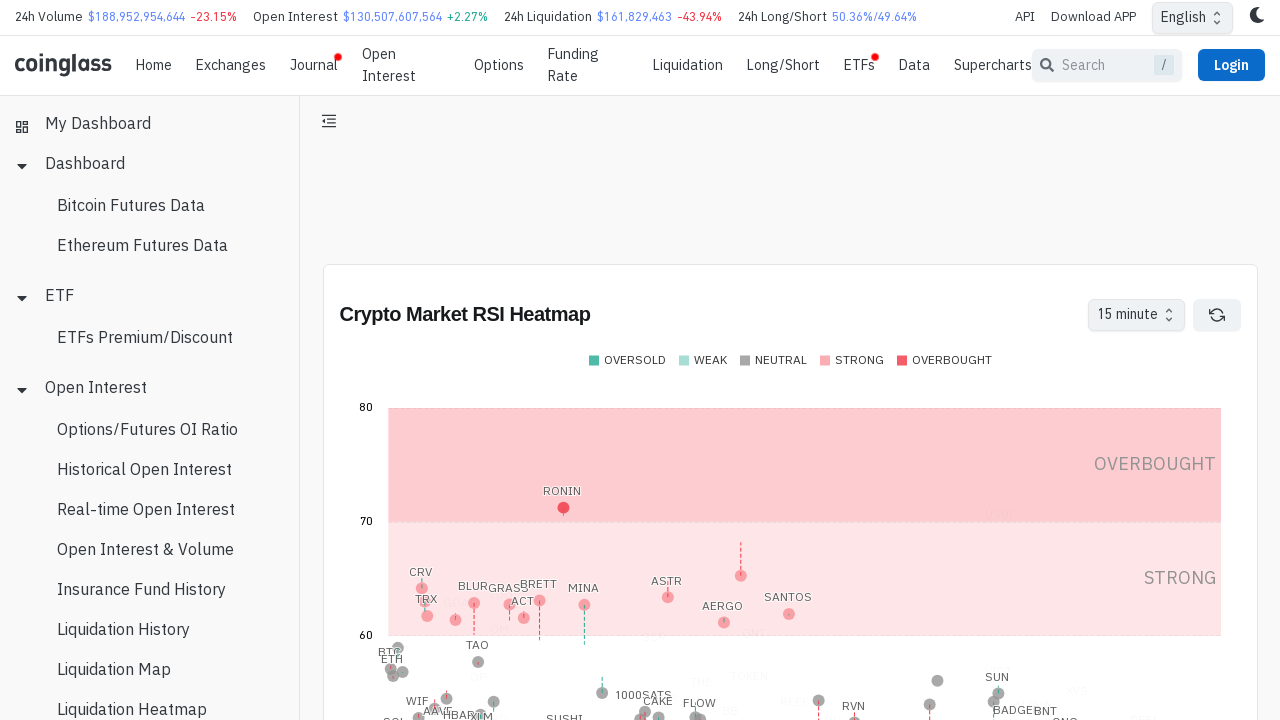 24h Volume $188,952,954,644 -23.15% Open Interest $130,507,607,564 +2.27% 24h Liquidation $161,829,463 -43.94% 24h Long/Short 50.36%/49.64% API Download APP English
coinglass Home Exchanges Journal Open Interest Options Funding Rate Liquidation Long/Short ETFs Data Supercharts Search / Login
My Dashboard
Dashboard
Bitcoin Futures Data
Ethereum Futures Data
ETF
ETFs Premium/Discount
Open Interest
Options/Futures OI Ratio
Historical Open Interest
Real-time Open Interest
Open Interest & Volume
Insurance Fund History
Liquidation History
Liquidation Map
Liquidation Heatmap
Crypto Market RSI Heatmap 15 minute
OVERSOLD WEAK NEUTRAL STRONG OVERBOUGHT
80
OVERBOUGHT
RONIN
70
CRV
STRONG
BLUR GRASS BRETT MINA ASTR
TRX ACT AERGO SANTOS
60
TAO
BTC
ETH
SUN
WIF 1000SATS CAKE FLOW
AAVE HBAR XLM SUSHI RVN BADGER BNT